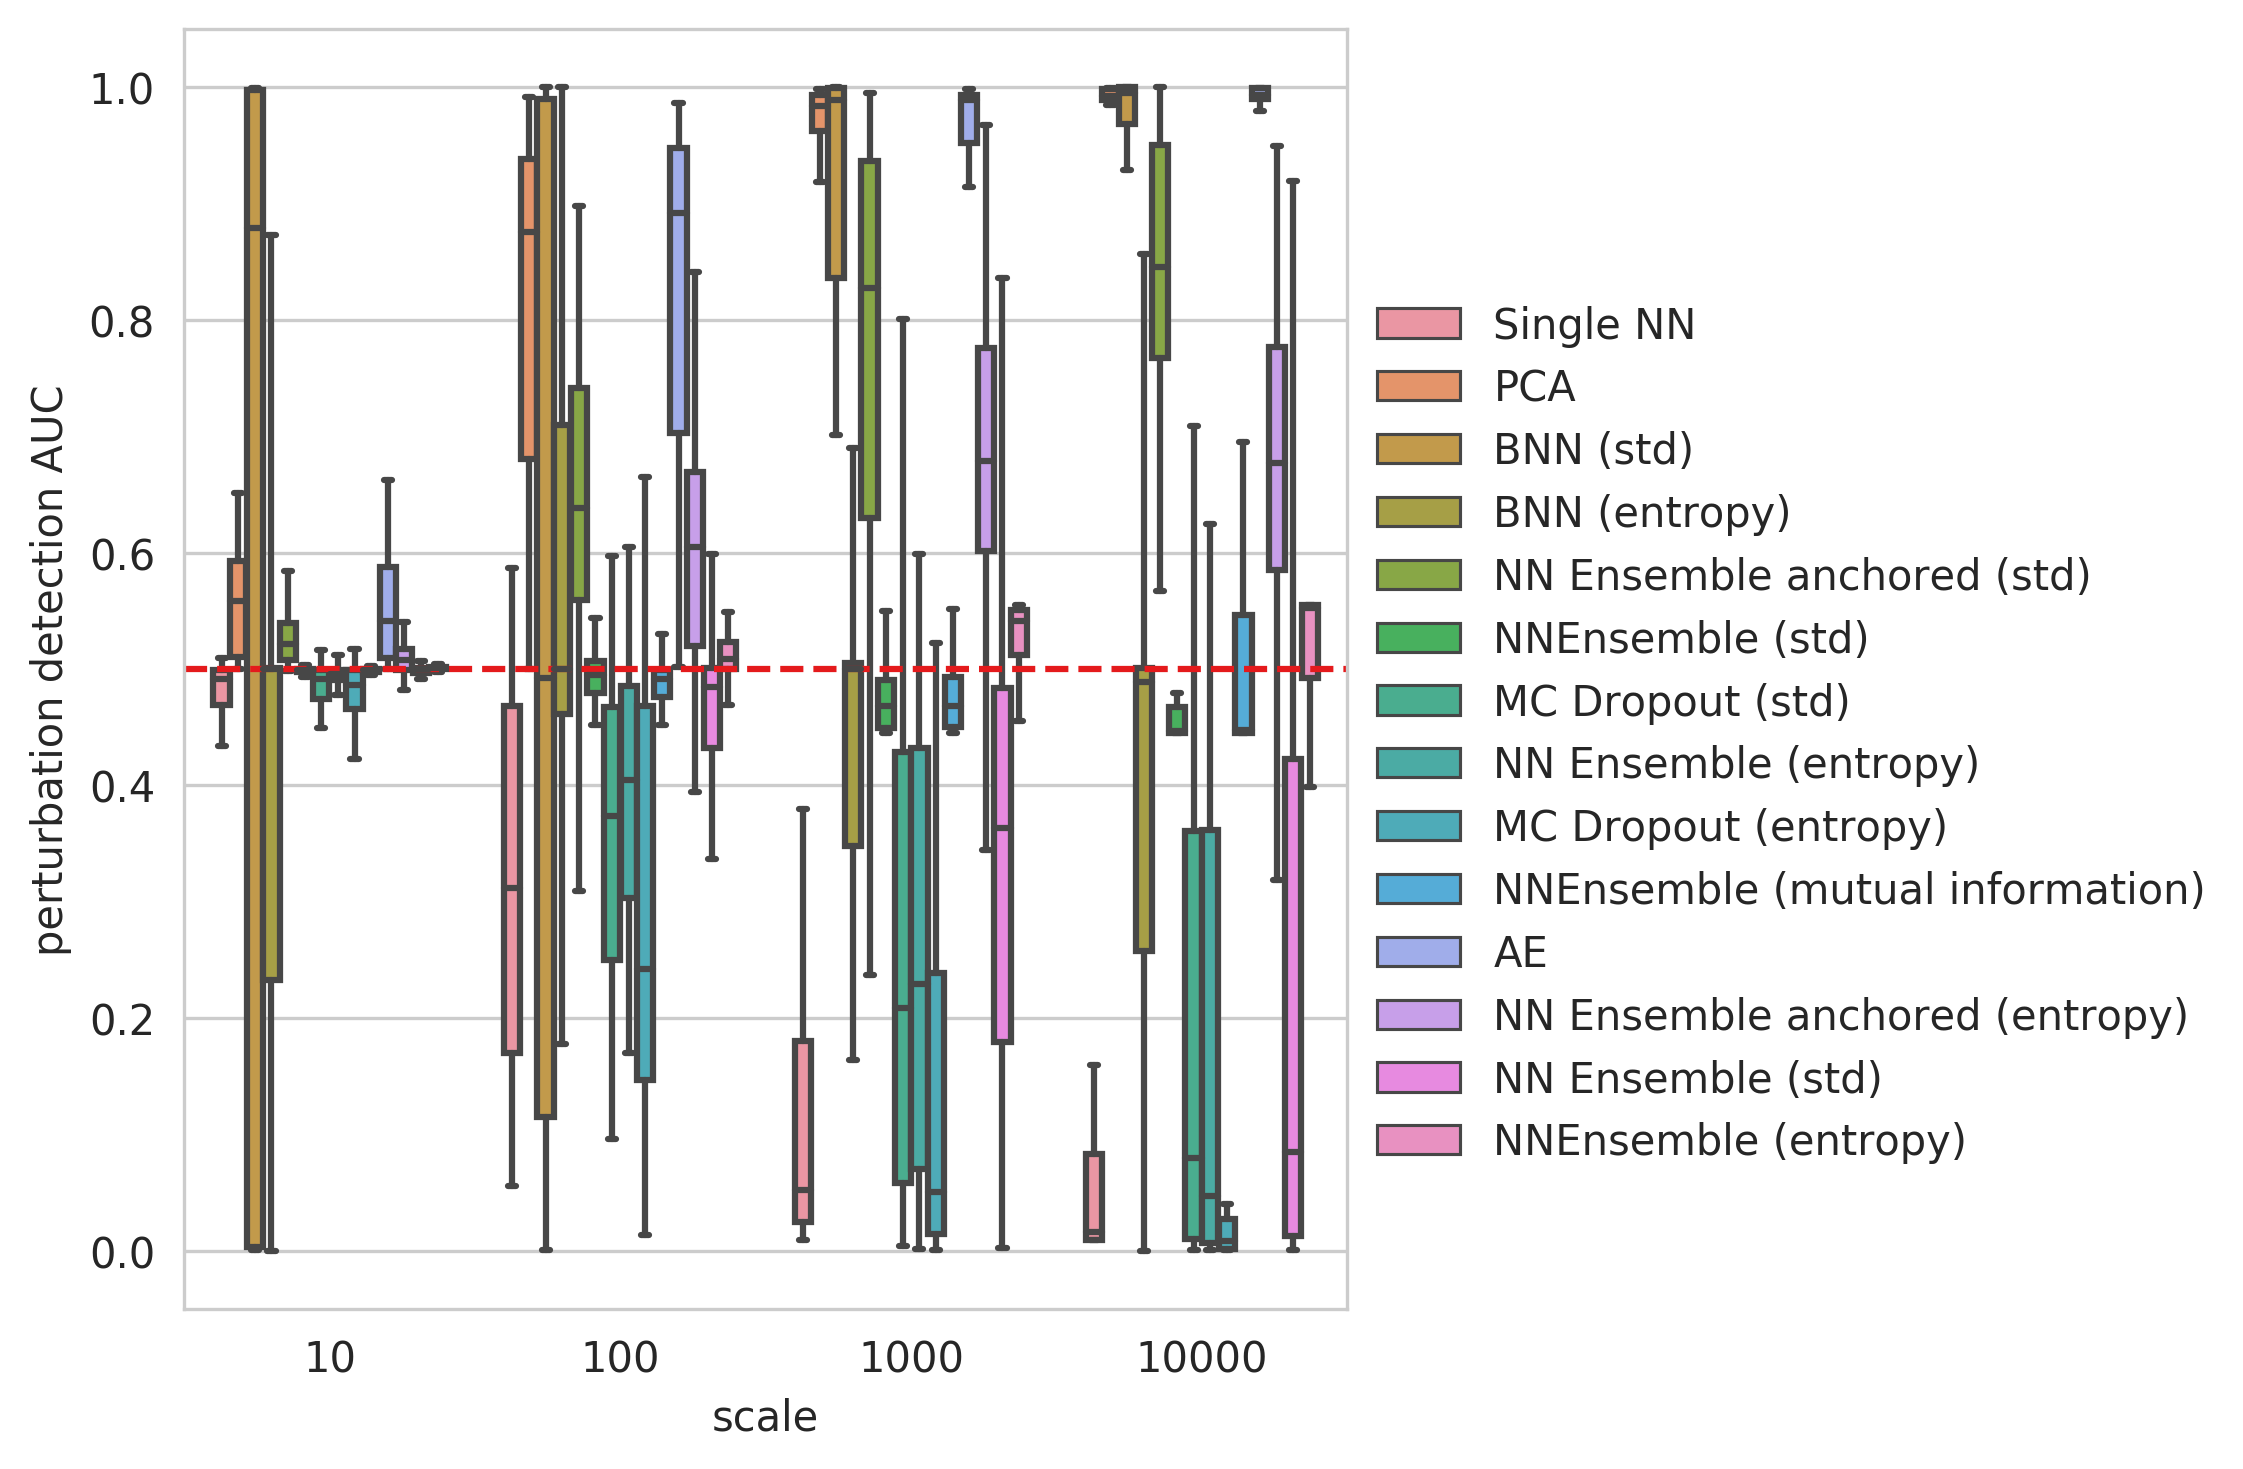 perturbation detection AUC
1.0
0.8
0.6
0.4
0.2
0.0
10
100
1000
10000
scale
Single NN
PCA
BNN (std)
BNN (entropy)
NN Ensemble anchored (std)
NNEnsemble (std)
MC Dropout (std)
NN Ensemble (entropy)
MC Dropout (entropy)
NNEnsemble (mutual information)
AE
NN Ensemble anchored (entropy)
NN Ensemble (std)
NNEnsemble (entropy)